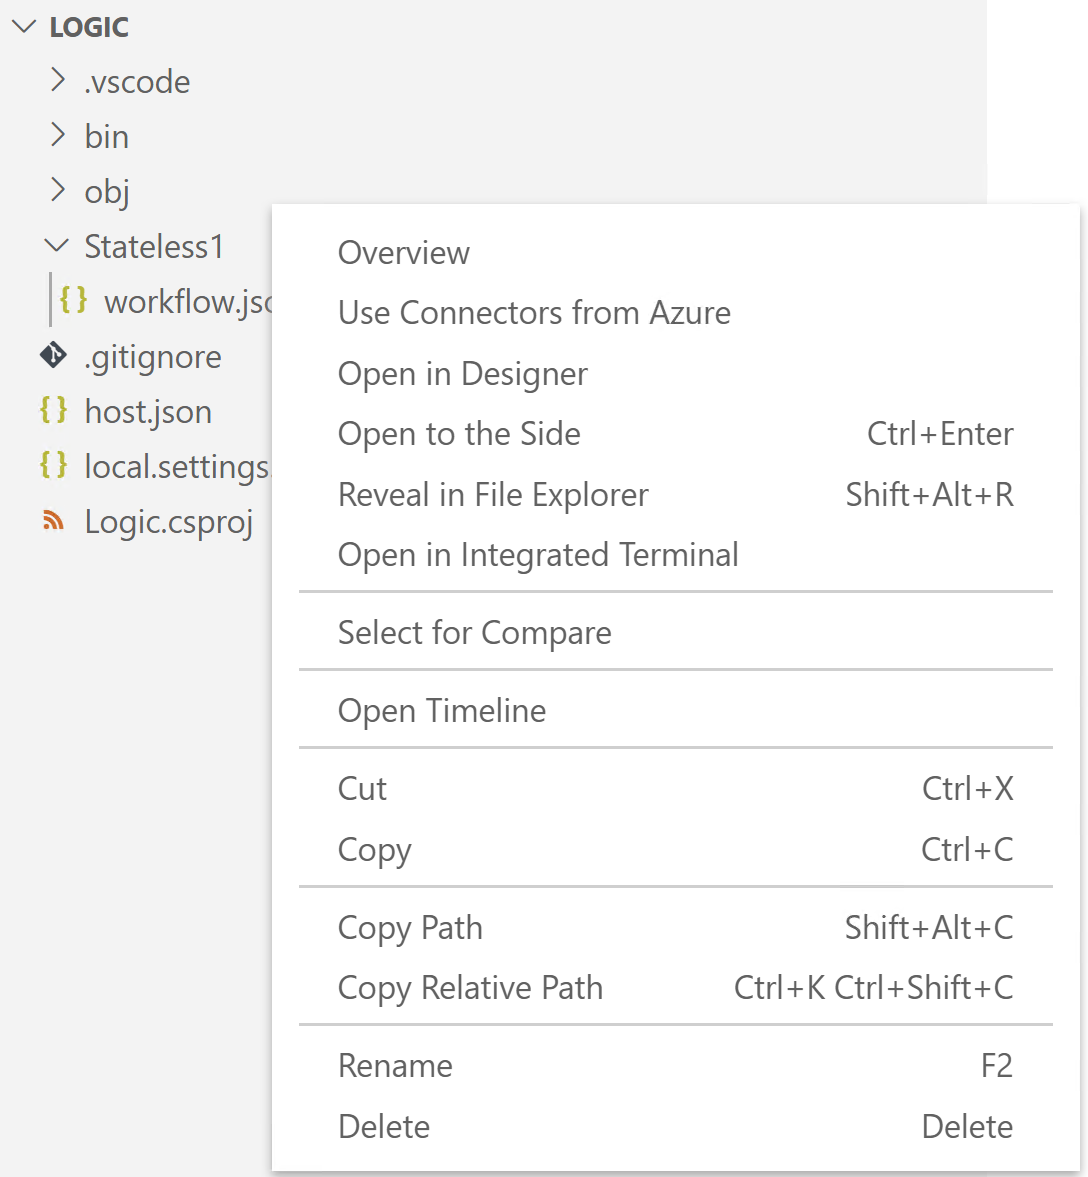 LOGIC
.vscode
bin
obj
Stateless1
workflow.jsc
.gitignore
host.json
local.settings.
Logic.csproj
Overview
Use Connectors from Azure
Open in Designer
Open to the Side Ctrl+Enter
Reveal in File Explorer Shift+Alt+R
Open in Integrated Terminal
Select for Compare
Open Timeline
Cut Ctrl+X
Copy Ctrl+C
Copy Path Shift+Alt+C
Copy Relative Path Ctrl+K Ctrl+Shift+C
Rename F2
Delete Delete